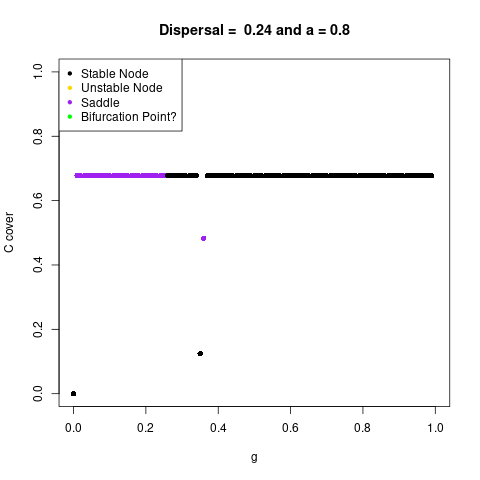 Dispersal =  0.24 and a = 0.8
Stable Node
Unstable Node
Saddle
Bifurcation Point?
C cover
1.0
0.8
0.6
0.4
0.2
0.0
0.0 0.2 0.4 0.6 0.8 1.0
g